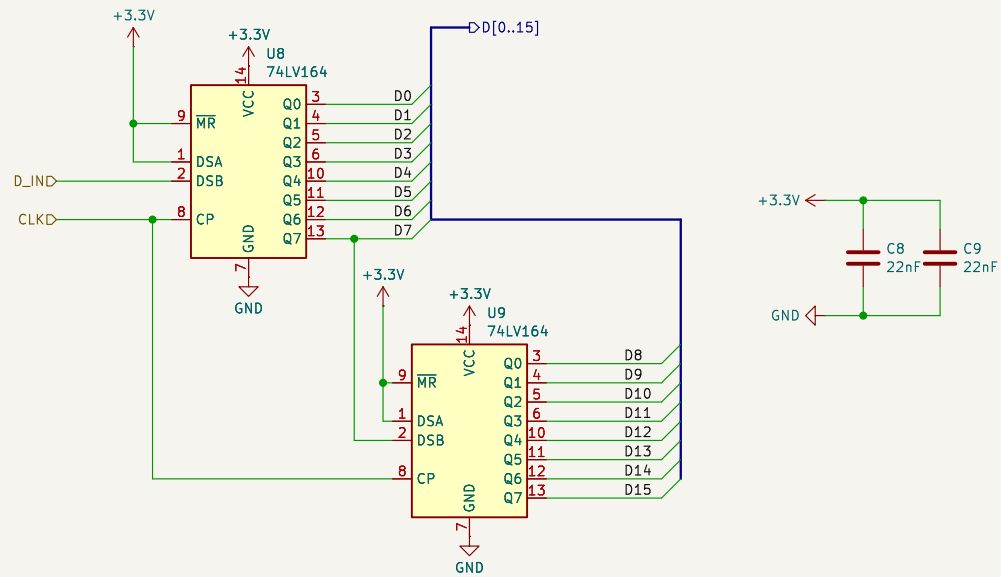 +3.3V
+3.3V
U8
74LV164
D[0..15]
14
VCC
9 MR
1 DSA
2 DSB
8 CP
GND
7
GND
Q0 3 D0
Q1 4 D1
Q2 5 D2
Q3 6 D3
Q4 10 D4
Q5 11 D5
Q6 12 D6
Q7 13 D7
D_IN
CLK
+3.3V
+3.3V
U9
74LV164
14
VCC
9 MR
1 DSA
2 DSB
8 CP
GND
7
GND
Q0 3 D8
Q1 4 D9
Q2 5 D10
Q3 6 D11
Q4 10 D12
Q5 11 D13
Q6 12 D14
Q7 13 D15
+3.3V
C8
22nF
C9
22nF
GND